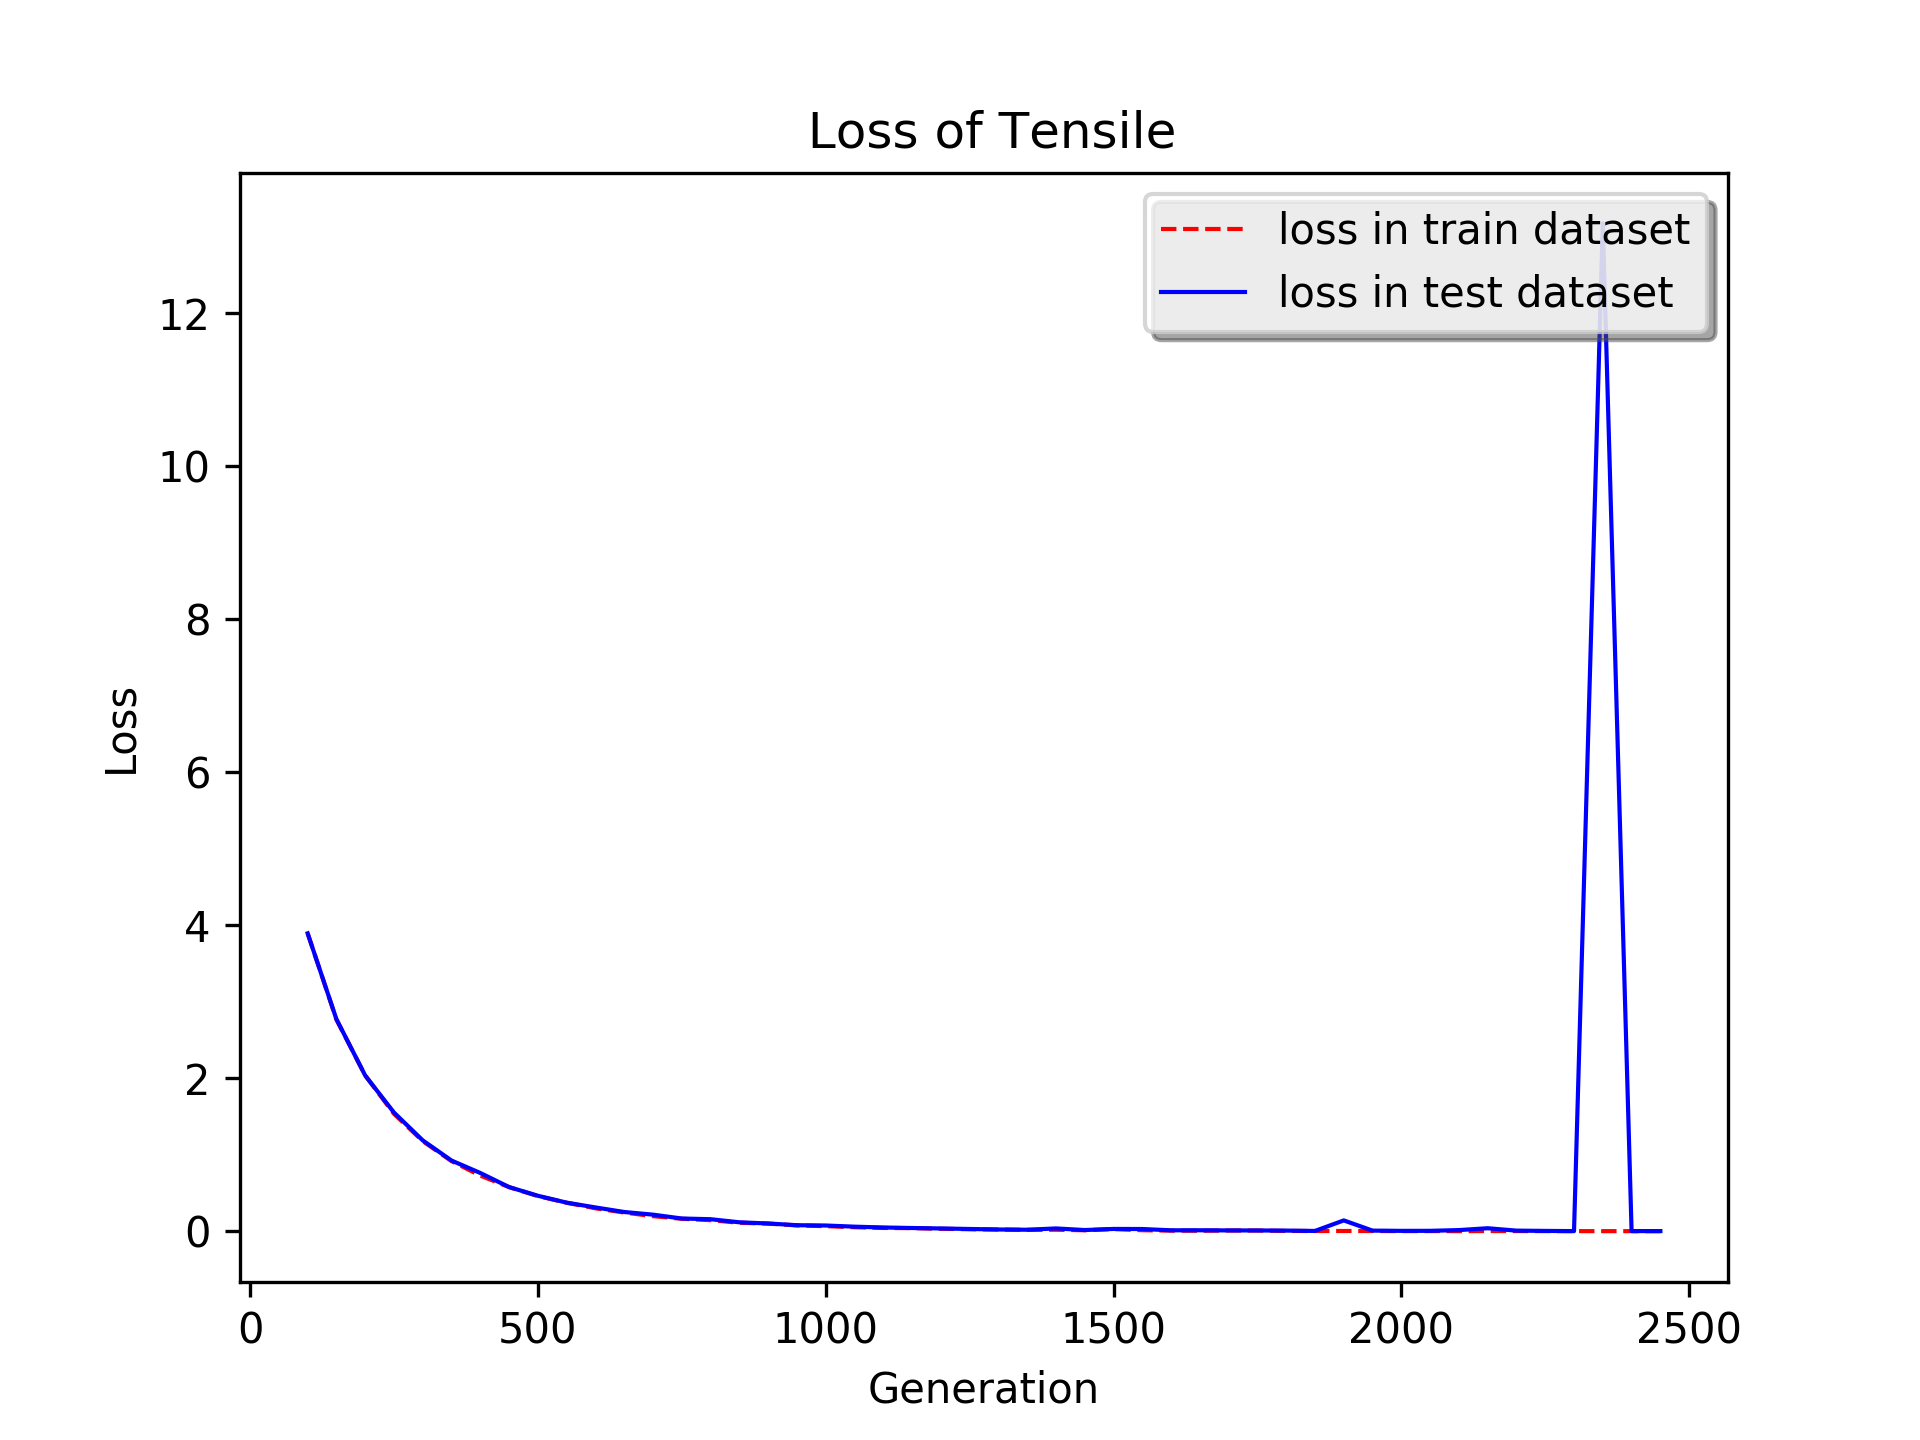 Loss of Tensile
loss in train dataset
loss in test dataset
12
10
8
6
4
2
0
Loss
0 500 1000 1500 2000 2500
Generation